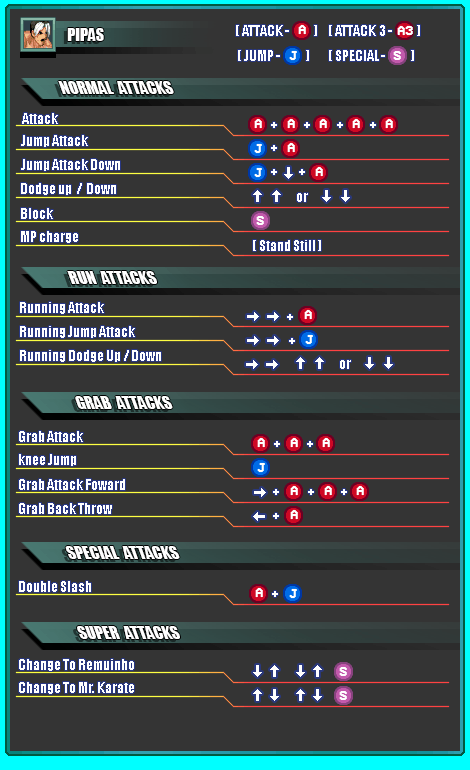 PIPAS
[ ATTACK - A ] [ ATTACK 3 - A3 ]
[ JUMP - J ] [ SPECIAL - S ]
NORMAL ATTACKS
Attack A + A + A + A + A
Jump Attack J + A
Jump Attack Down J + ↓ + A
Dodge up / Down ↑ ↑ or ↓ ↓
Block S
MP charge [ Stand Still ]
RUN ATTACKS
Running Attack → → + A
Running Jump Attack → → + J
Running Dodge Up / Down → → ↑ ↑ or ↓ ↓
GRAB ATTACKS
Grab Attack A + A + A
knee Jump J
Grab Attack Foward → + A + A + A
Grab Back Throw ← + A
SPECIAL ATTACKS
Double Slash A + J
SUPER ATTACKS
Change To Remuinho ↓ ↑ ↓ ↑ S
Change To Mr. Karate ↑ ↓ ↑ ↓ S